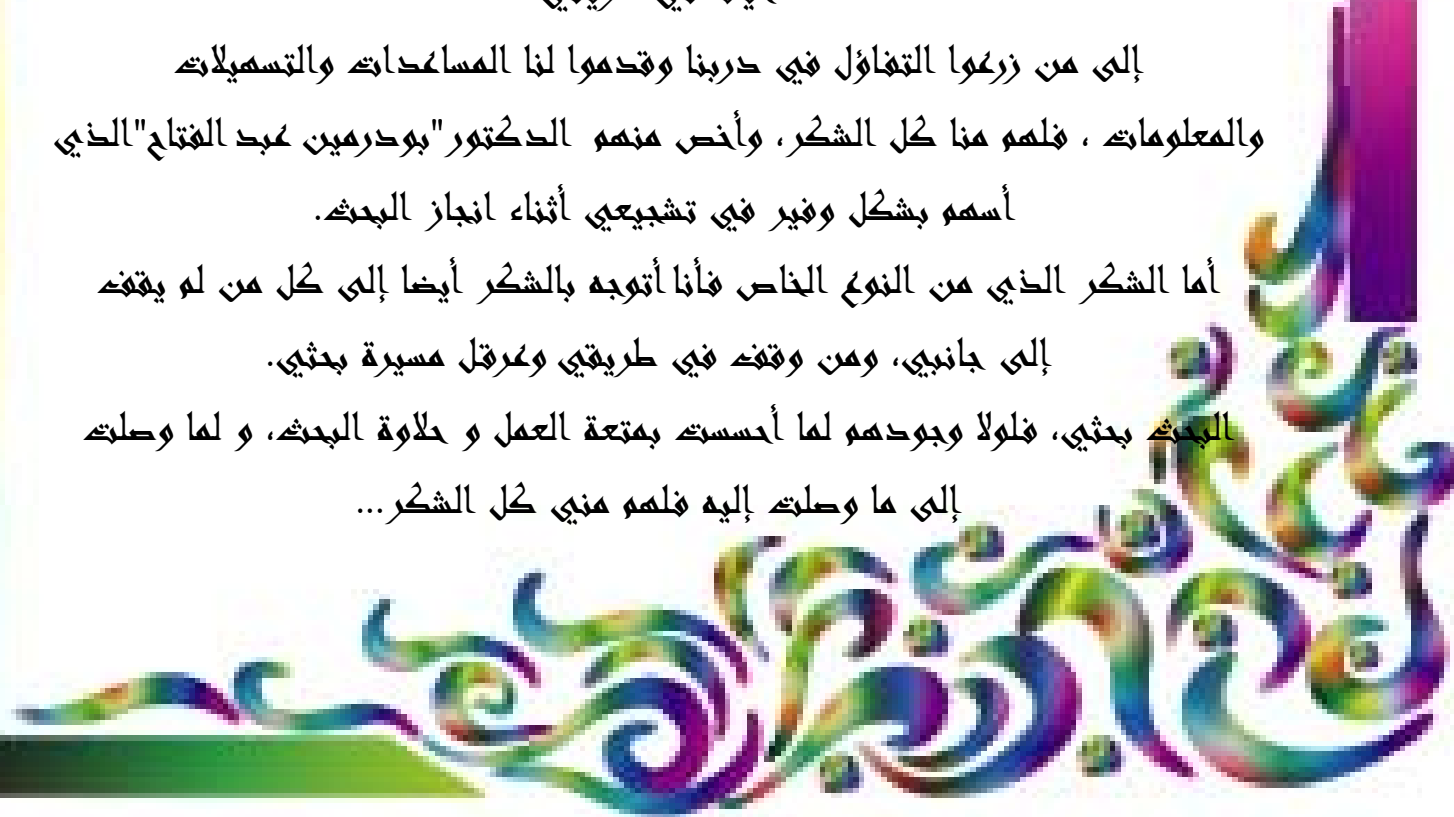 إلى من زرعوا التفاؤل في دربنا وقدموا لنا المساعدات والتسهيلات
والمعلومات ، فلهم منا كل الشكر، وأخص منهم الدكتور"بودرمين عبد الفتاح"الذي
أسهم بشكل وفير في تشجيعي أثناء انجاز البحث.
أما الشكر الذي من النوع الخاص فأنا أتوجه بالشكر أيضا إلى كل من لم يقف
إلى جانبي، ومن وقف في طريقي وعرقل مسيرة بحثي.
البحث بحثي، فلولا وجودهم لما أحسست بمتعة العمل و حلاوة البحث، و لما وصلت
إلى ما وصلت إليه فلهم مني كل الشكر...